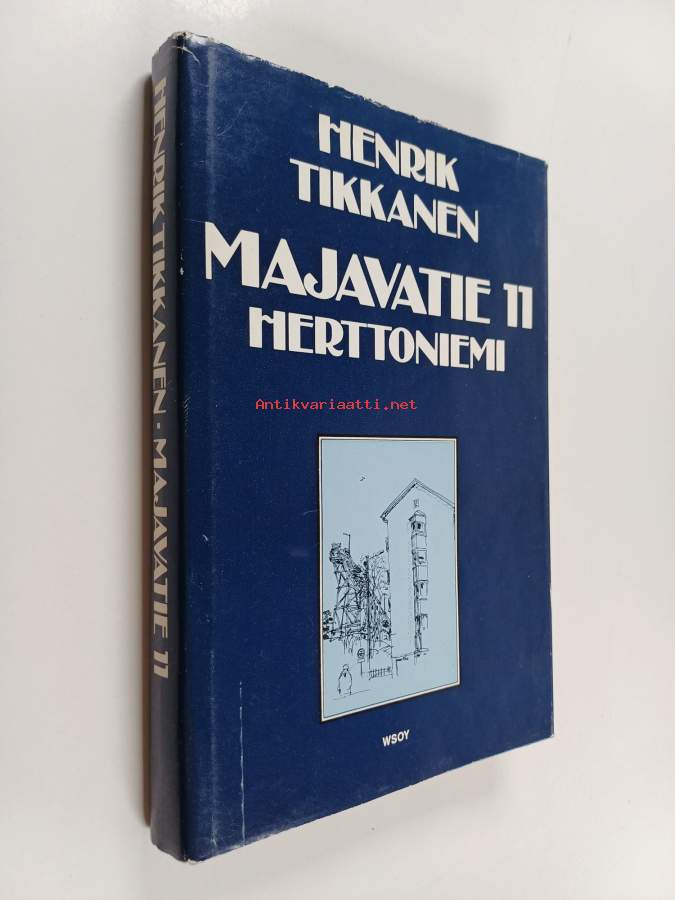 HENRIK
TIKKANEN
MAJAVATIE 11
HERTTONIEMI
Antikvariaatti.net
WSOY
HENRIK TIKKANEN · MAJAVATIE 11